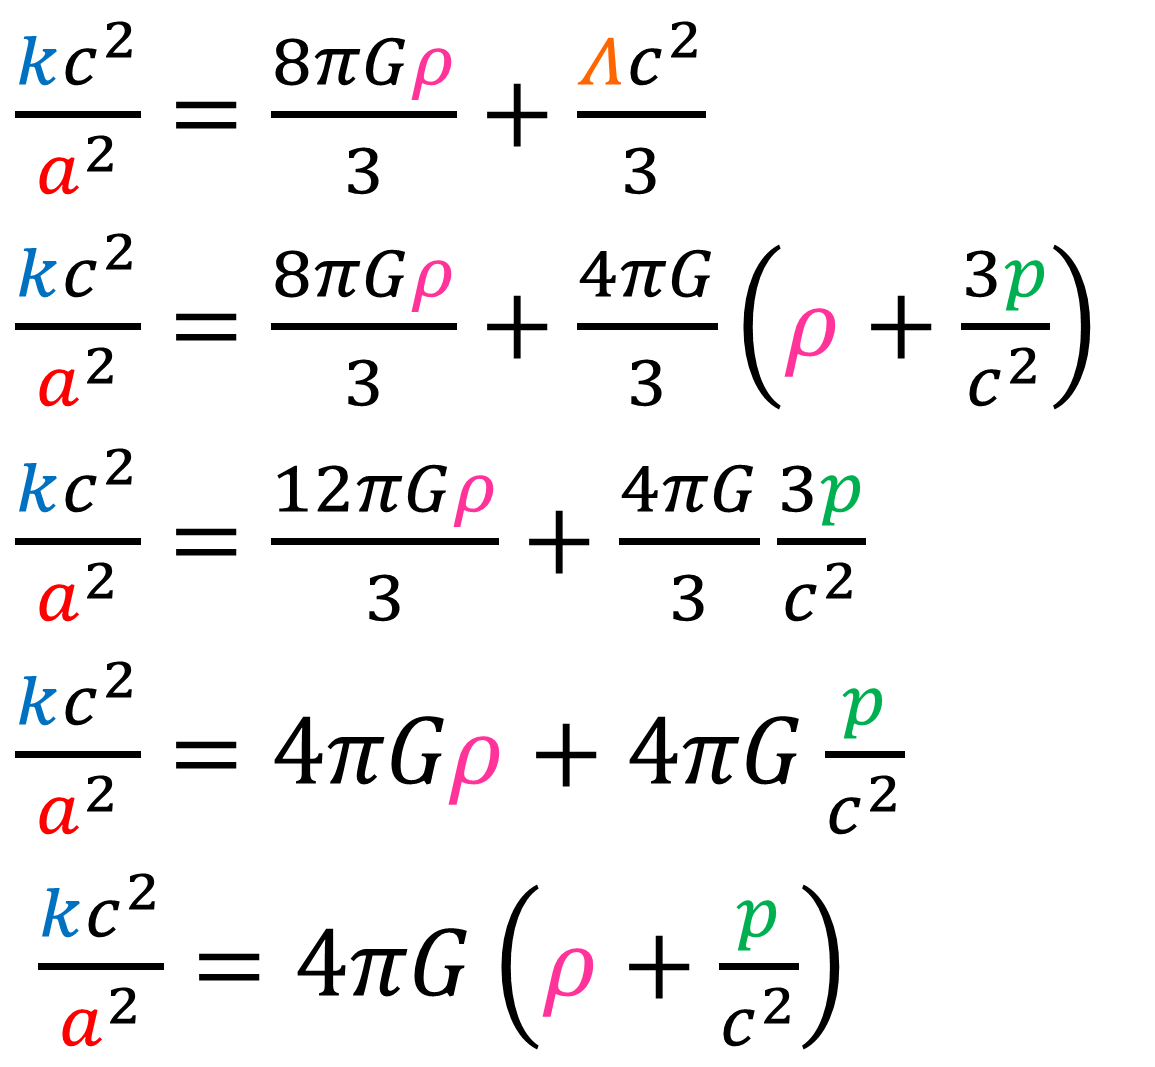 kc²/a² = 8πGρ/3 + Λc²/3
kc²/a² = 8πGρ/3 + 4πG/3 (ρ + 3p/c²)
kc²/a² = 12πGρ/3 + 4πG/3 3p/c²
kc²/a² = 4πGρ + 4πG p/c²
kc²/a² = 4πG (ρ + p/c²)